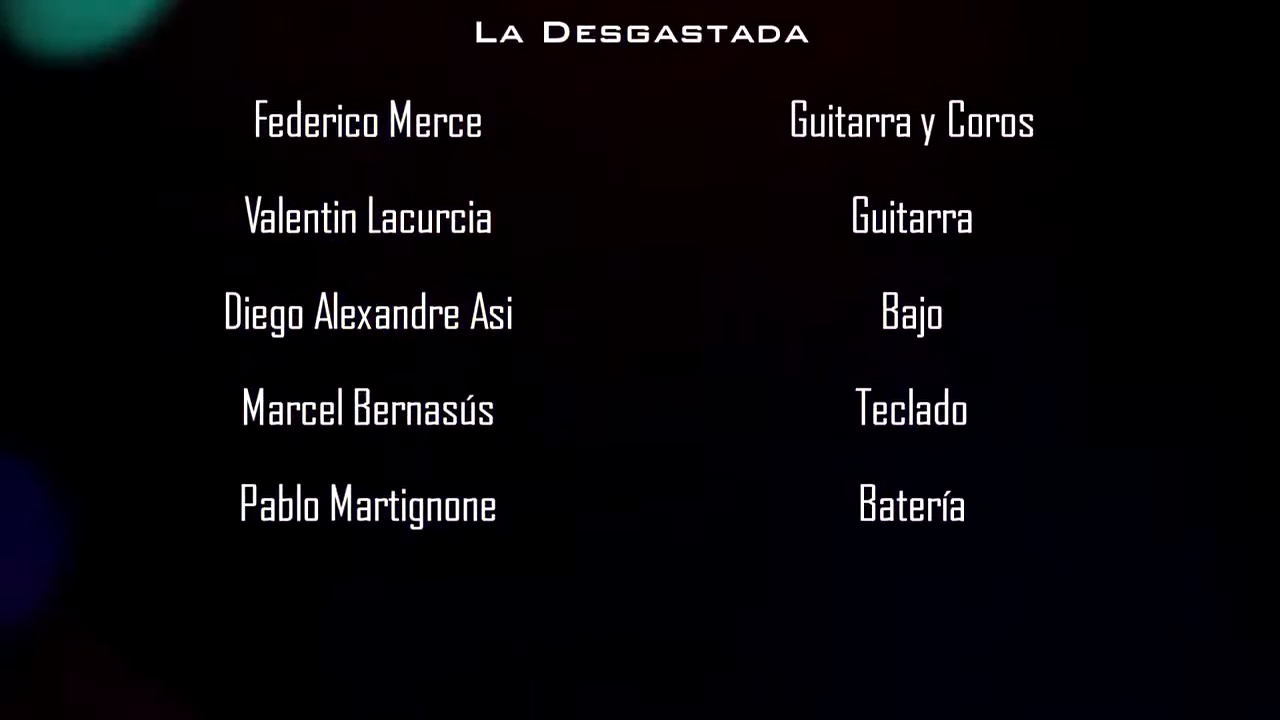 La Desgastada
Federico Merce Guitarra y Coros
Valentin Lacurcia Guitarra
Diego Alexandre Asi Bajo
Marcel Bernasús Teclado
Pablo Martignone Batería